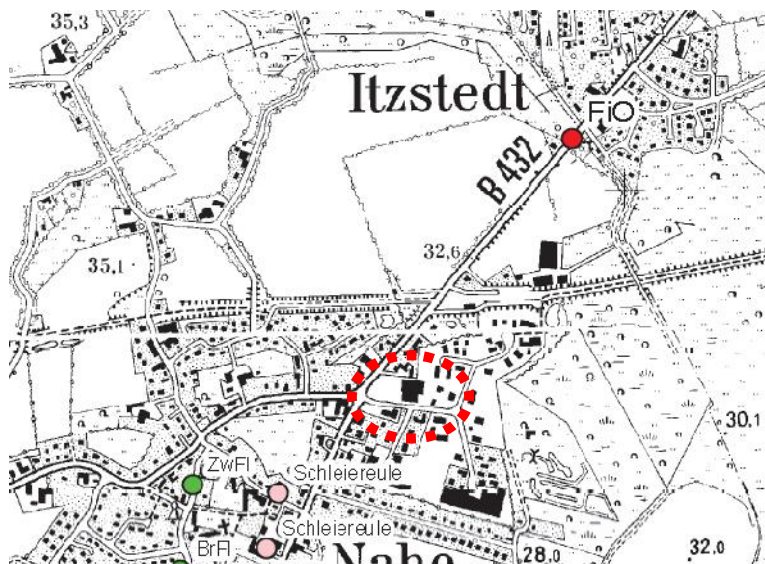 35,3
27
Itzstedt
FiO
B 432
32,6
35,1
30,1
ZwFl
Schleiereule
Schleiereule
BrFl
Nahe
28,0
32,0